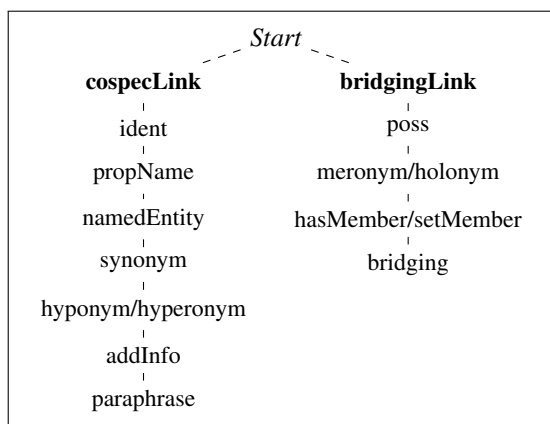 Start
cospecLink bridgingLink
ident poss
propName meronym/holonym
namedEntity hasMember/setMember
synonym bridging
hyponym/hyperonym
addInfo
paraphrase